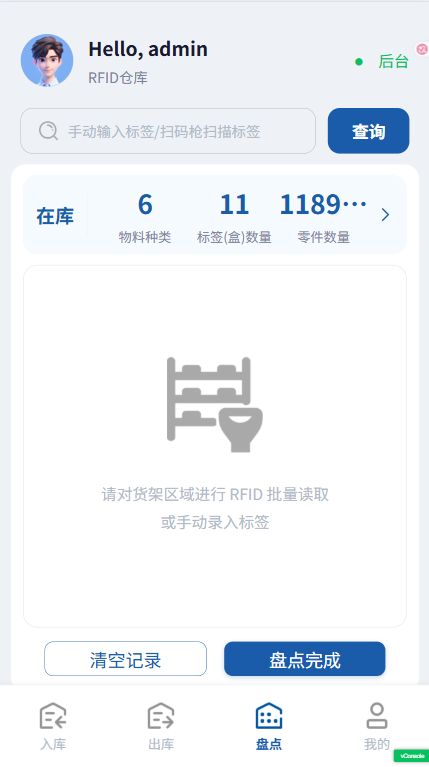 Hello, admin
RFID仓库
后台
手动输入标签/扫码枪扫描标签
查询
在库
6
11
1189…
物料种类
标签(盒)数量
零件数量
请对货架区域进行 RFID 批量读取
或手动录入标签
清空记录
盘点完成
入库
出库
盘点
我的
vConsole